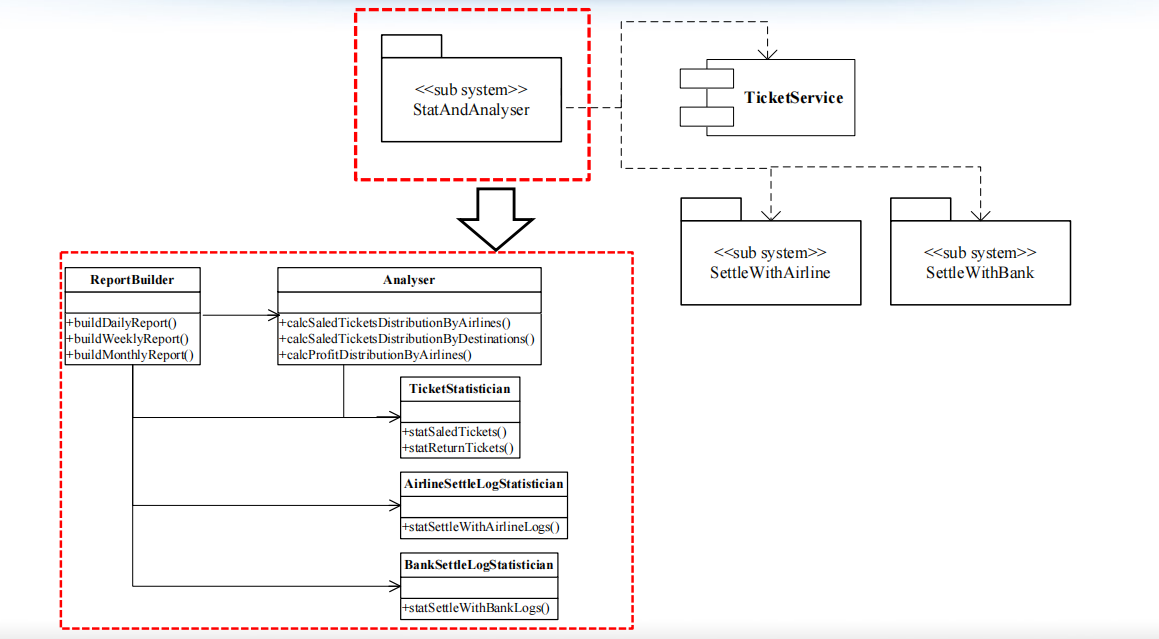 <<sub system>>
StatAndAnalyser
TicketService
<<sub system>>
SettleWithAirline
<<sub system>>
SettleWithBank
ReportBuilder
+buildDailyReport()
+buildWeeklyReport()
+buildMonthlyReport()
Analyser
+calcSaledTicketsDistributionByAirlines()
+calcSaledTicketsDistributionByDestinations()
+calcProfitDistributionByAirlines()
TicketStatistician
+statSaledTickets()
+statReturnTickets()
AirlineSettleLogStatistician
+statSettleWithAirlineLogs()
BankSettleLogStatistician
+statSettleWithBankLogs()